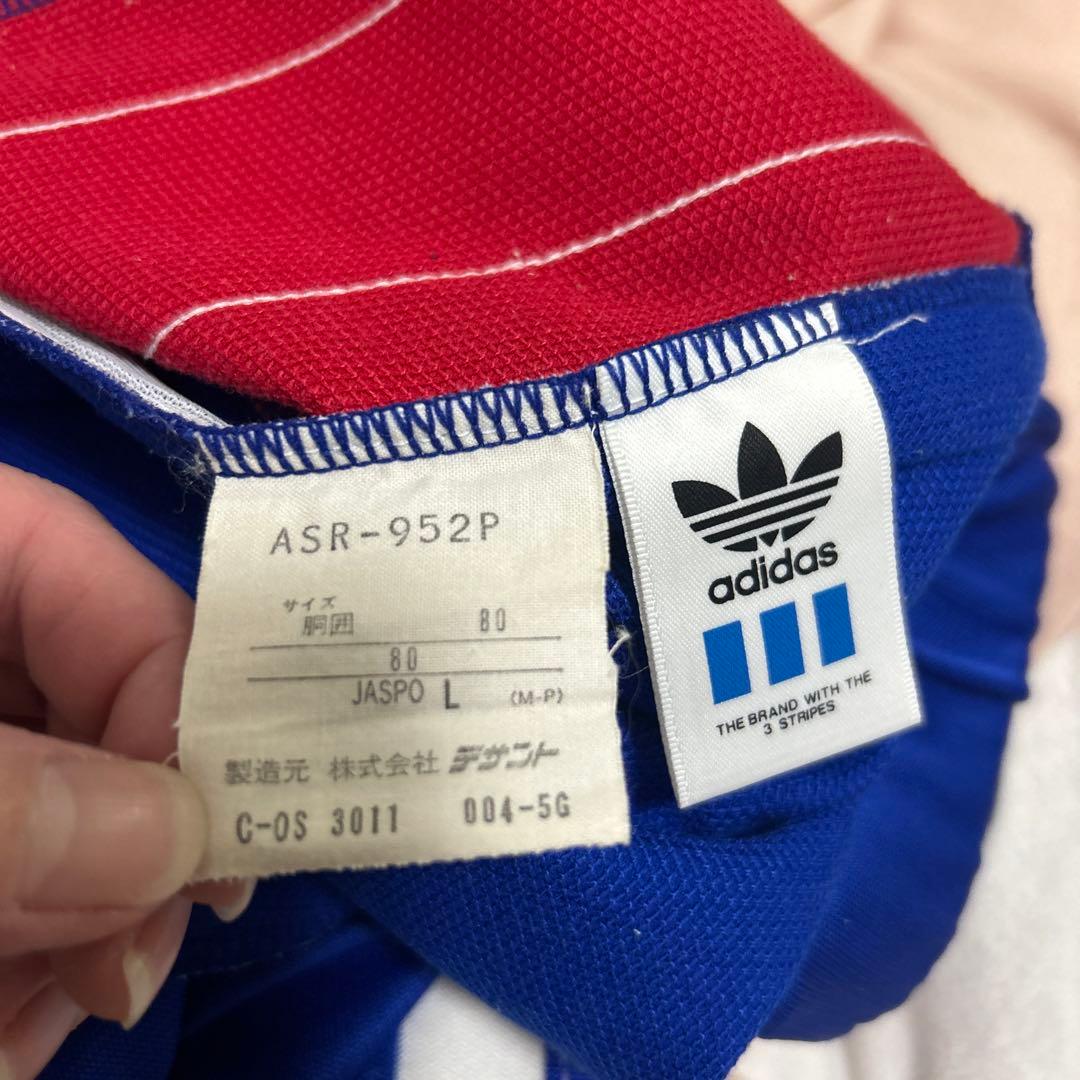 ASR-952P
サイズ
胴囲 80
80
JASPO L (M-P)
製造元 株式会社 デサント
C-OS 3011 004-5G
adidas
THE BRAND WITH THE
3 STRIPES